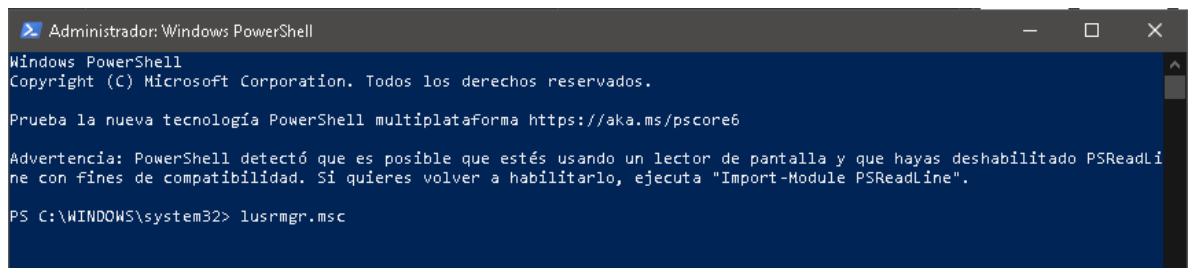 Administrador: Windows PowerShell
Windows PowerShell
Copyright (C) Microsoft Corporation. Todos los derechos reservados.
Prueba la nueva tecnología PowerShell multiplataforma https://aka.ms/pscore6
Advertencia: PowerShell detectó que es posible que estés usando un lector de pantalla y que hayas deshabilitado PSReadLi
ne con fines de compatibilidad. Si quieres volver a habilitarlo, ejecuta "Import-Module PSReadLine".
PS C:\WINDOWS\system32> lusrmgr.msc